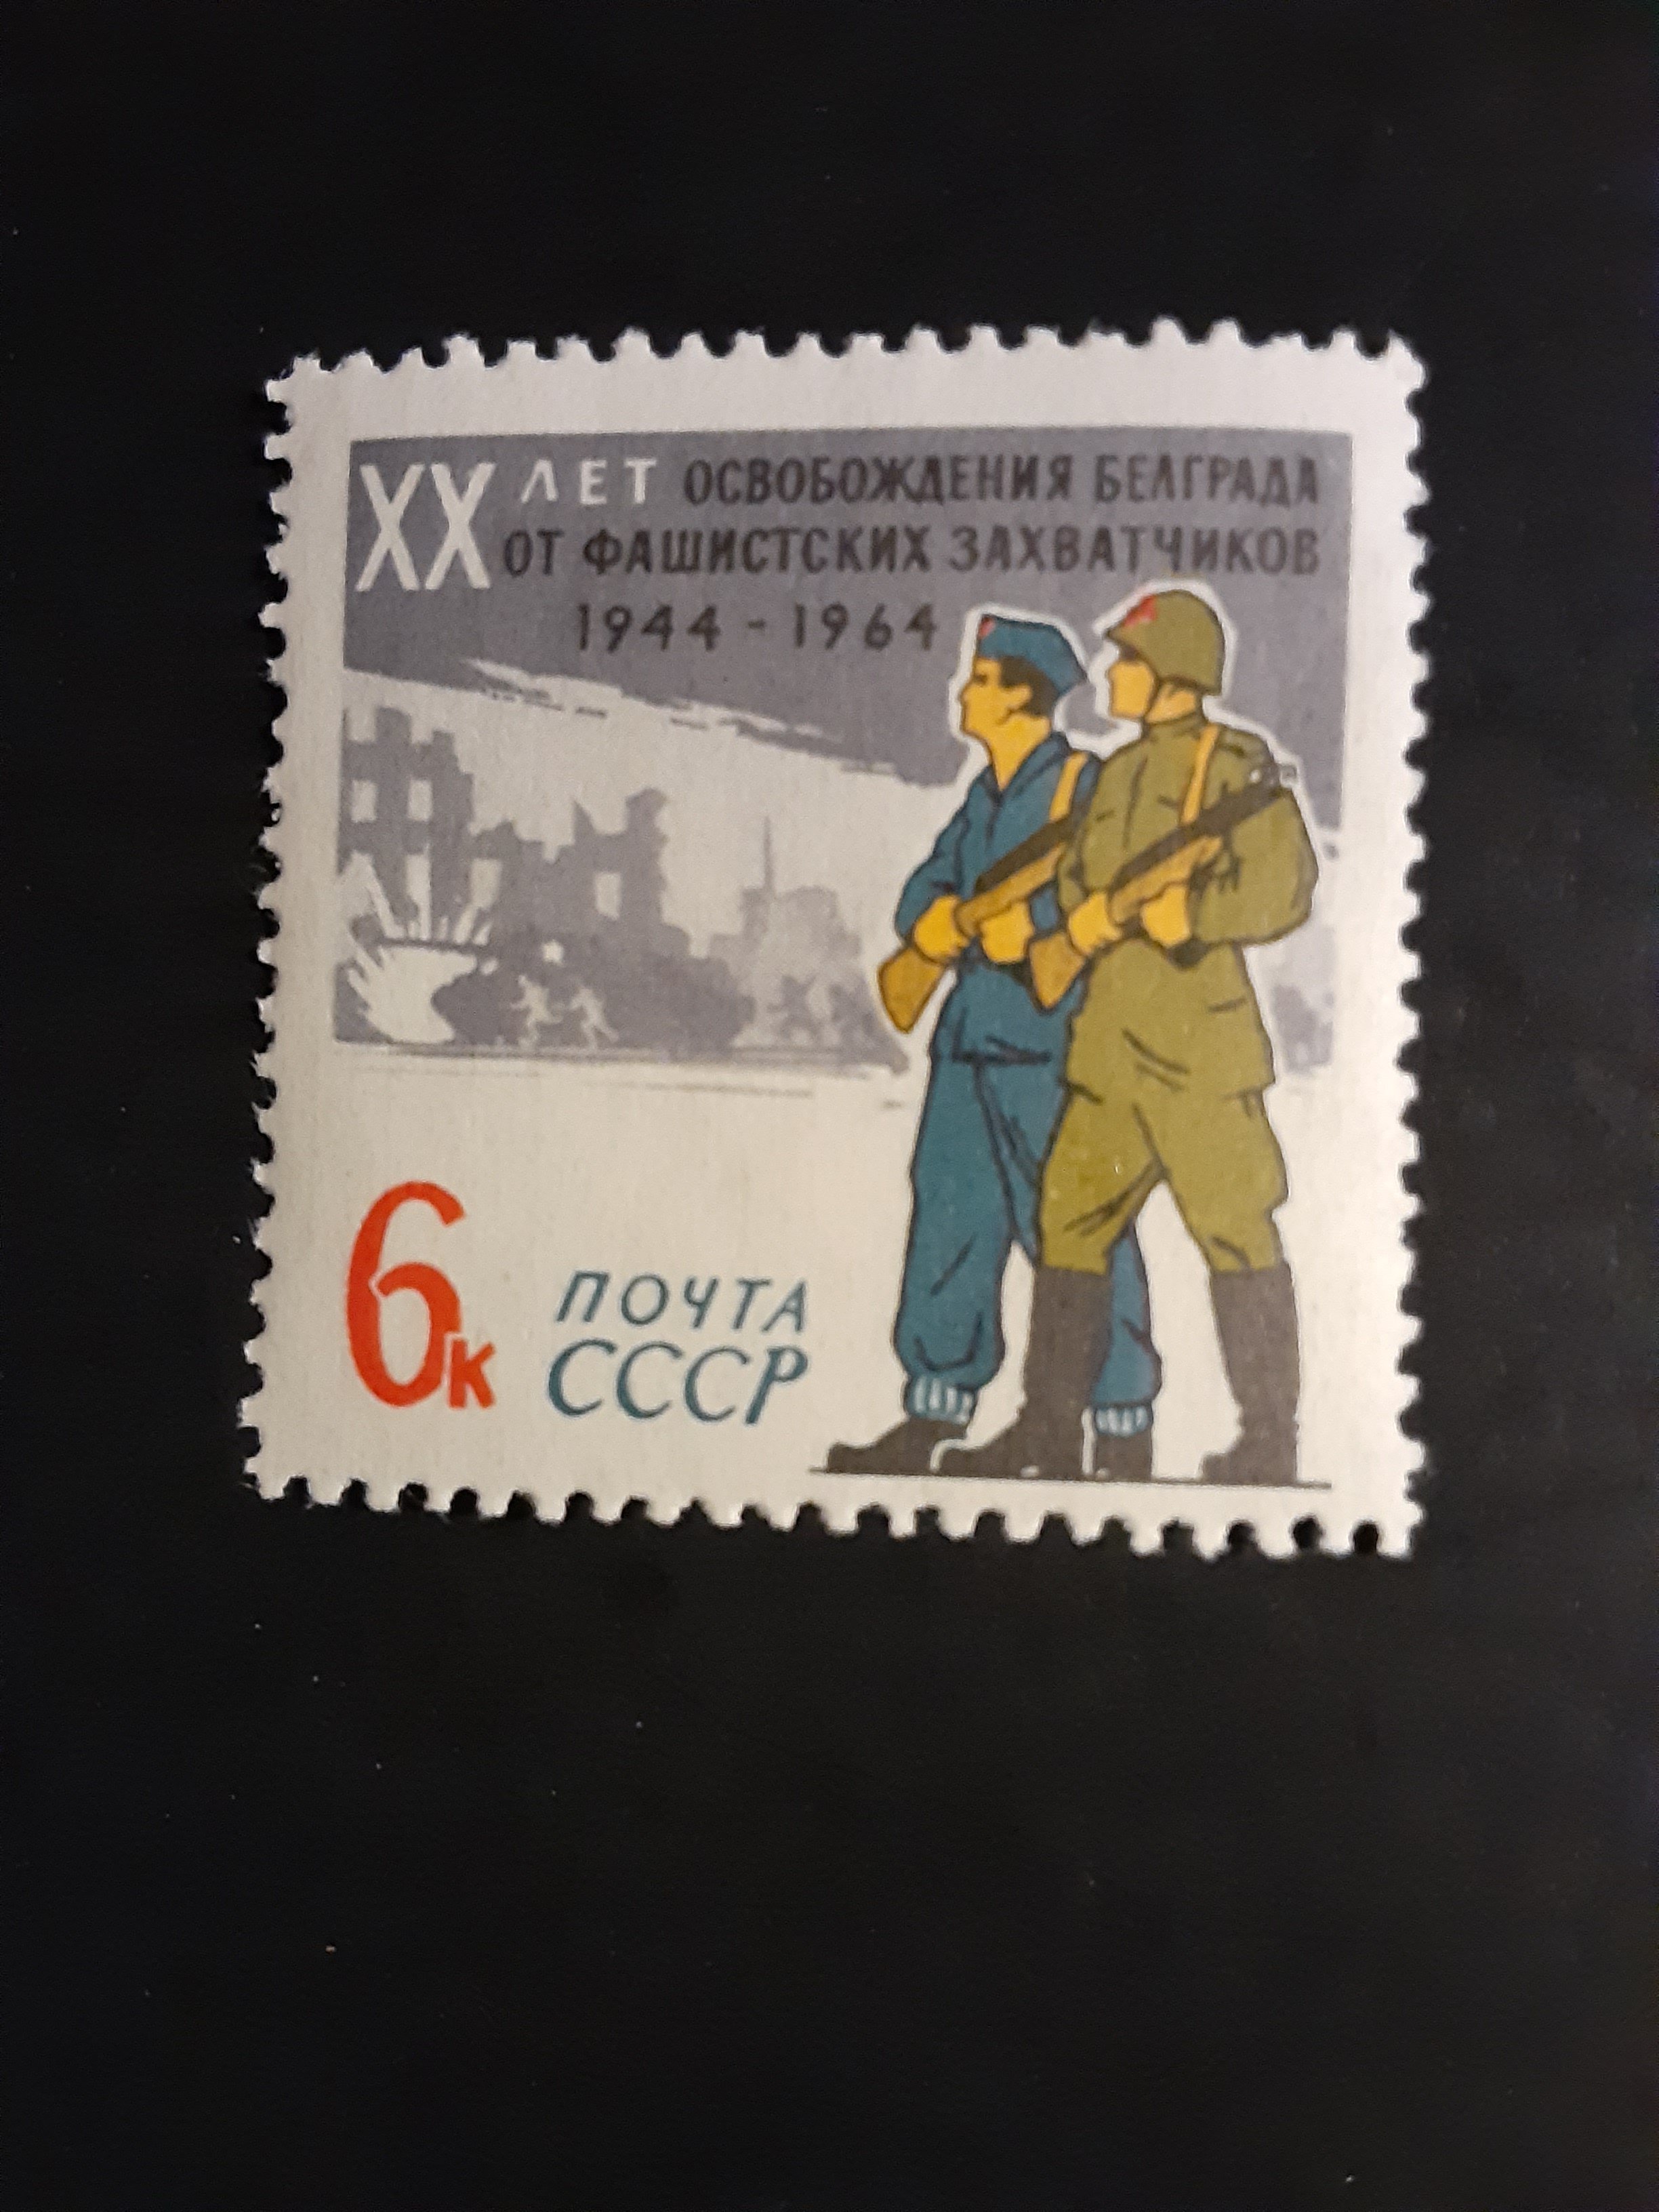 XX ЛЕТ ОСВОБОЖДЕНИЯ БЕЛГРАДА
ОТ ФАШИСТСКИХ ЗАХВАТЧИКОВ
1944 - 1964
6к
ПОЧТА
СССР